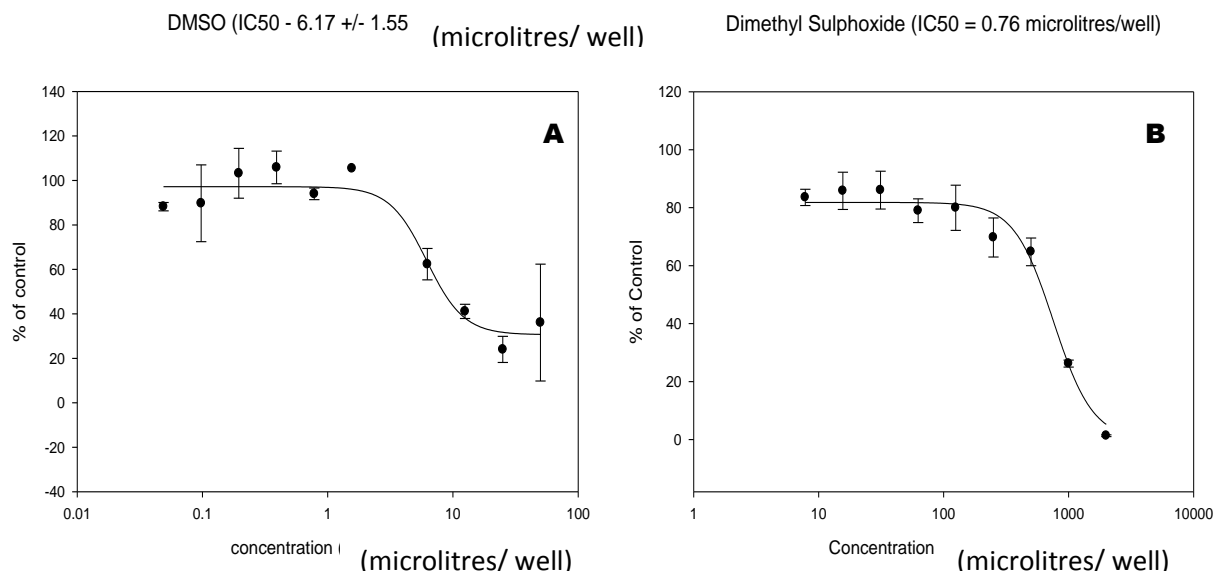 DMSO (IC50 - 6.17 +/- 1.55 (microlitres/ well)
Dimethyl Sulphoxide (IC50 = 0.76 microlitres/well)
A
140
120
100
80
60
40
20
0
-20
-40
% of control
0.01 0.1 1 10 100
concentration ( (microlitres/ well)
B
120
100
80
60
40
20
0
% of Control
1 10 100 1000 10000
Concentration (microlitres/ well)